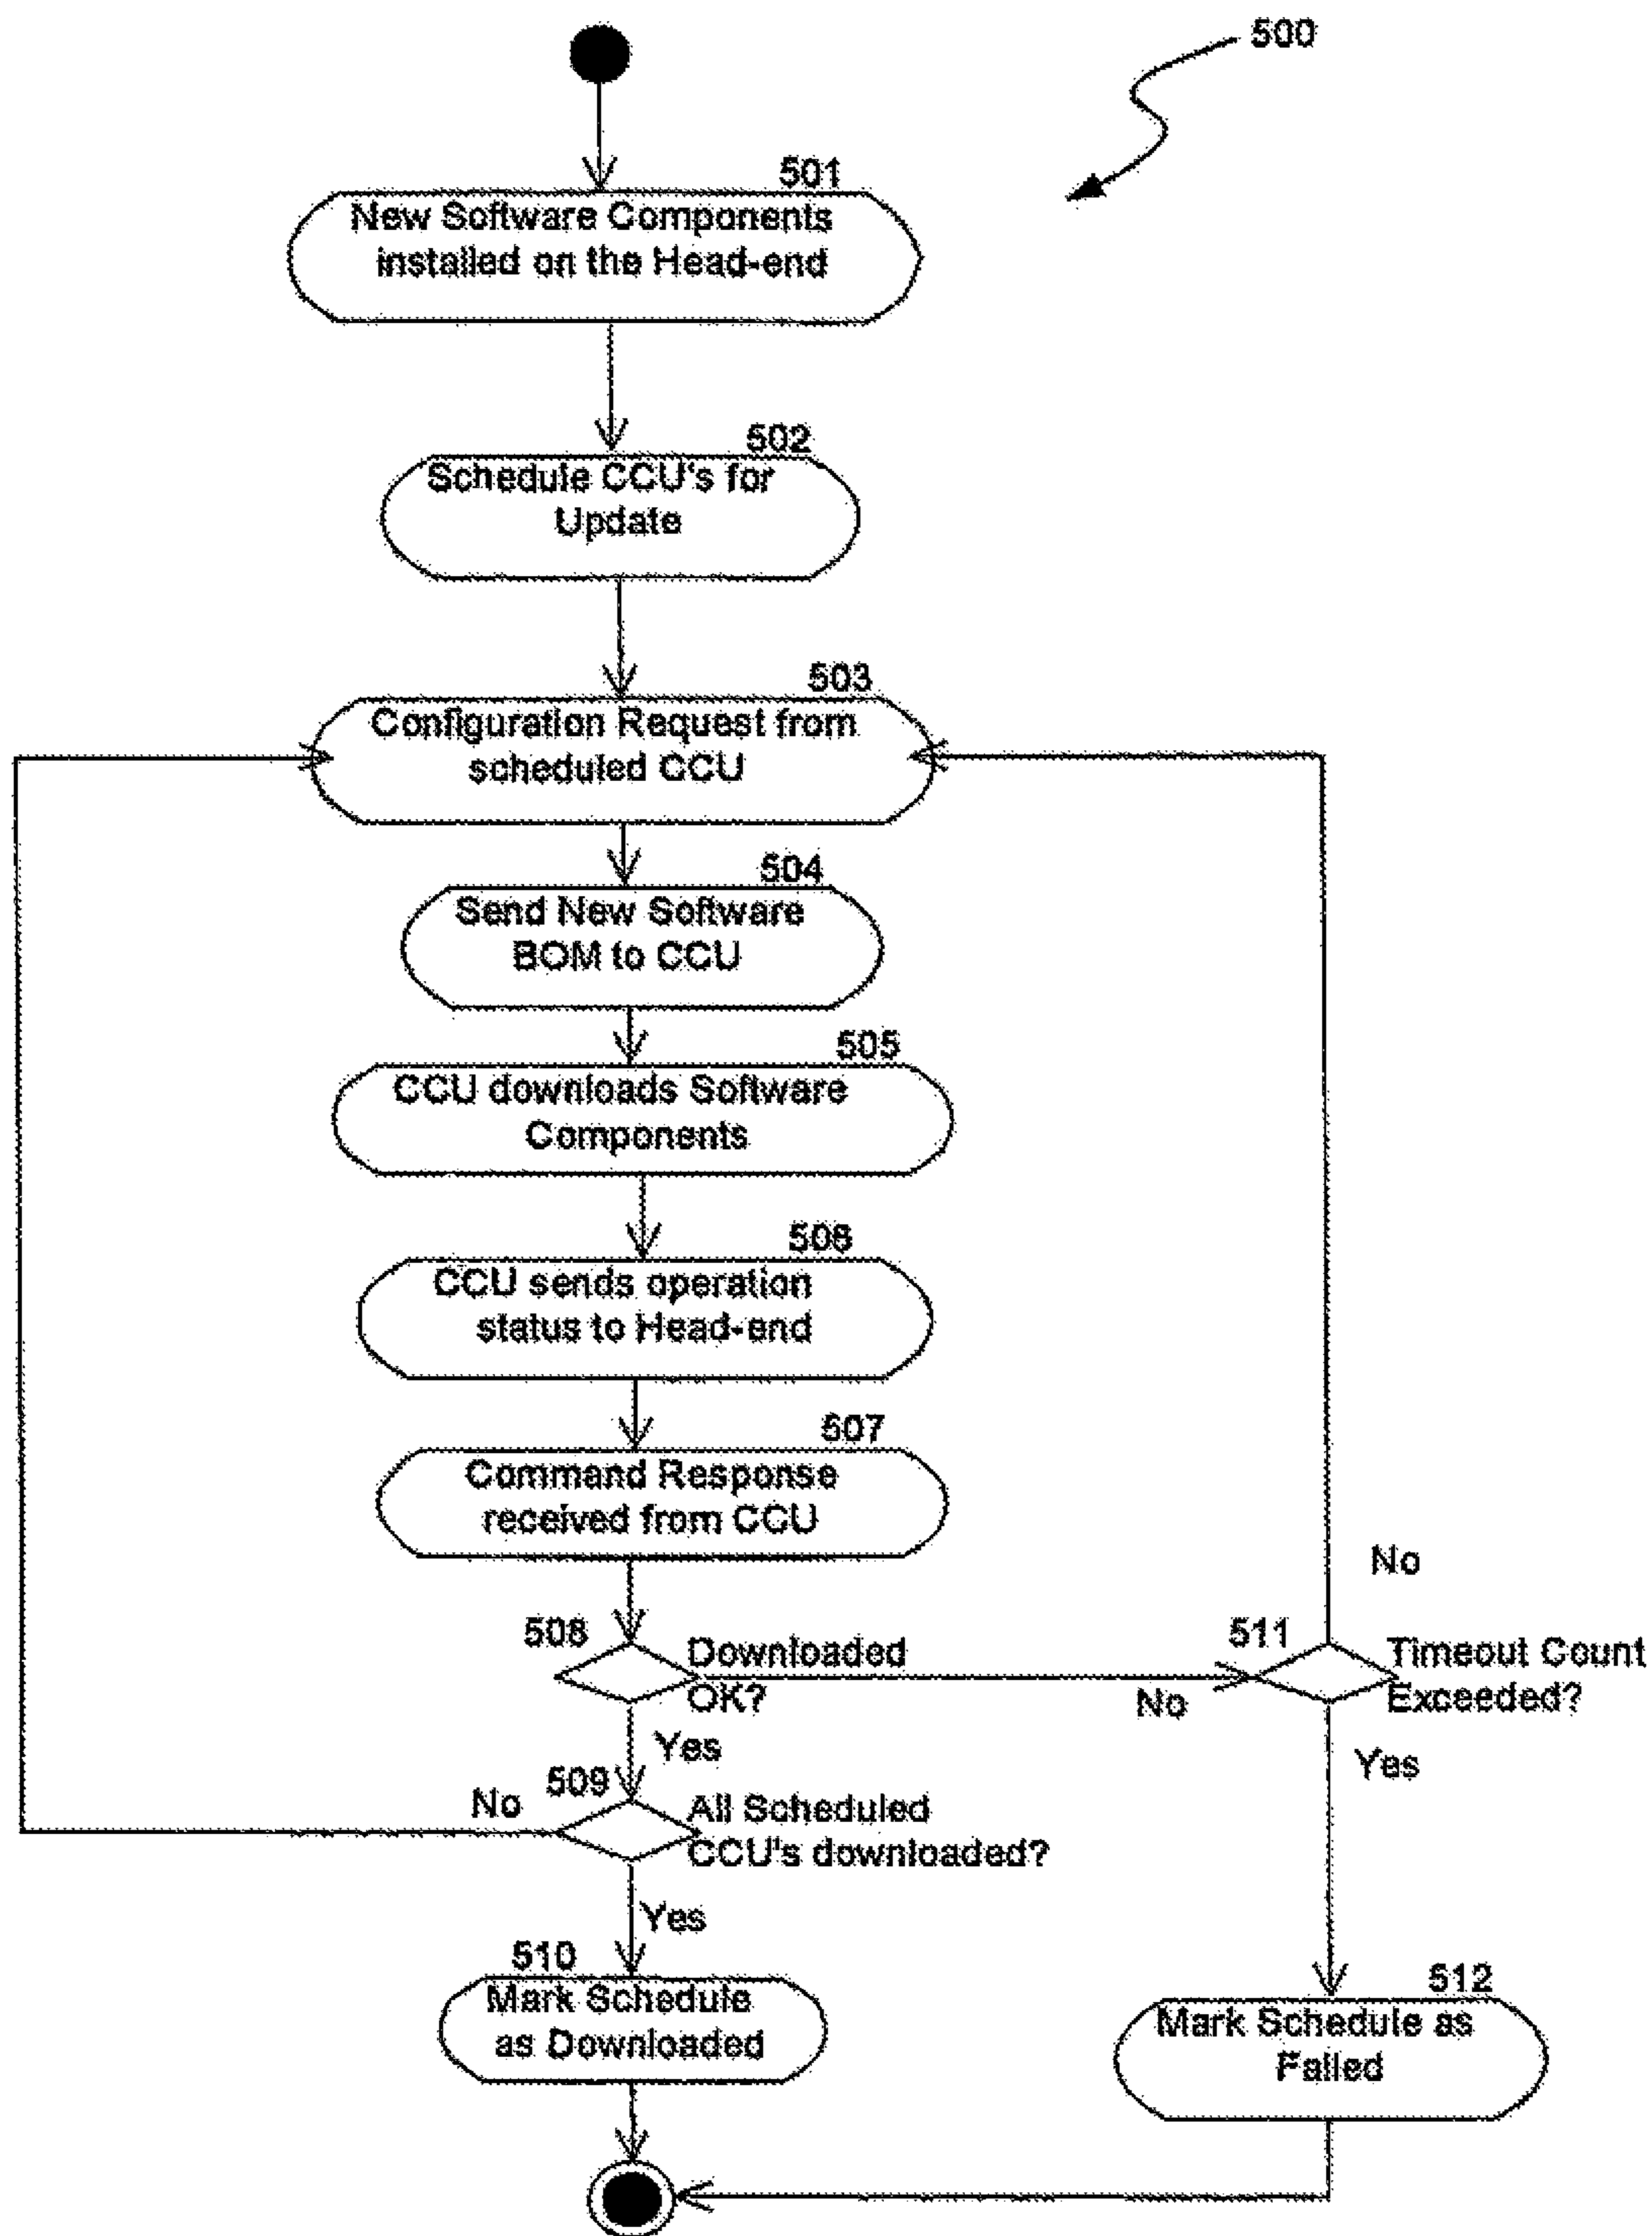 500
501
New Software Components
installed on the Head-end
502
Schedule CCU's for
Update
503
Configuration Request from
scheduled CCU
504
Send New Software
BOM to CCU
505
CCU downloads Software
Components
506
CCU sends operation
status to Head-end
507
Command Response
received from CCU
508
Downloaded
OK?
No
Yes
511
Timeout Count
Exceeded?
No
Yes
509
All Scheduled
CCU's downloaded?
No
Yes
510
Mark Schedule
as Downloaded
512
Mark Schedule as
Failed